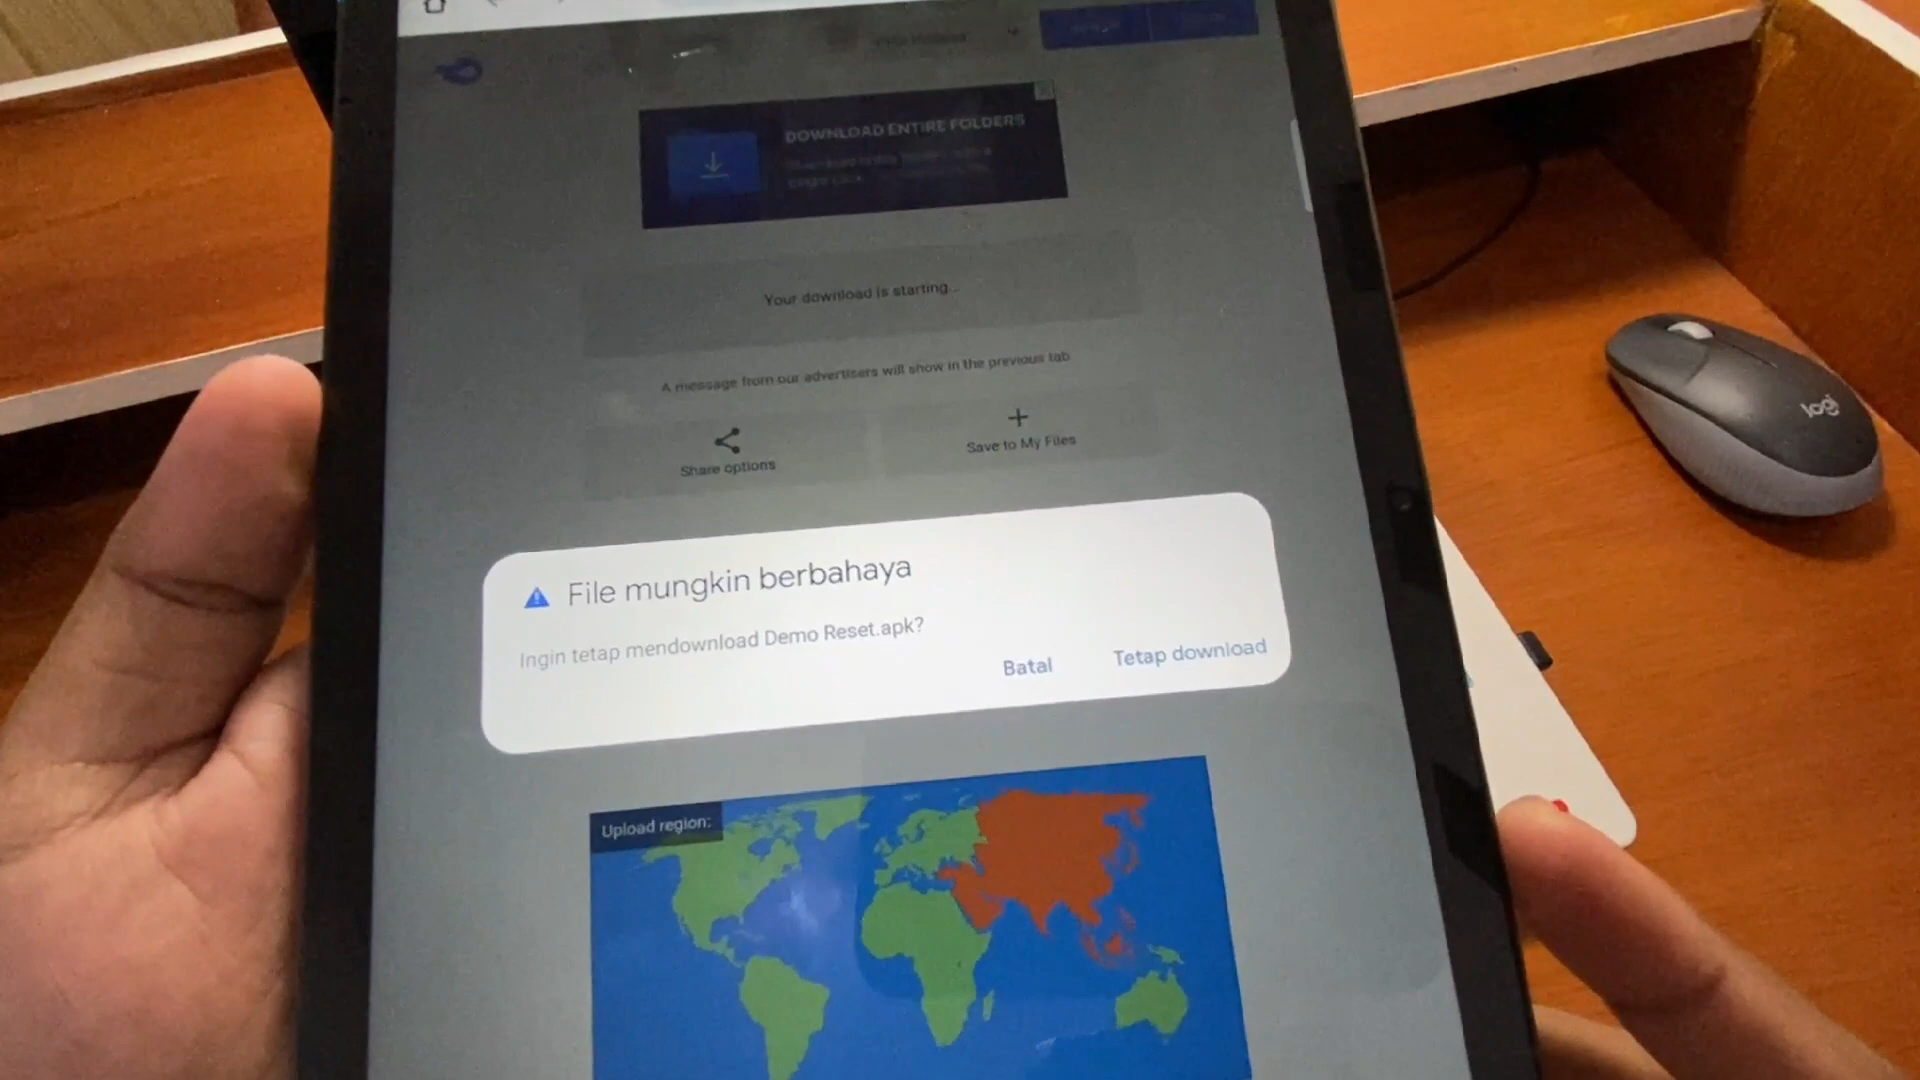 DOWNLOAD ENTIRE FOLDERS
Your download is starting...
A message from our advertisers will show in the previous tab
Share options
Save to My Files
File mungkin berbahaya
Ingin tetap mendownload Demo Reset.apk?
Batal
Tetap download
Upload region:
logi